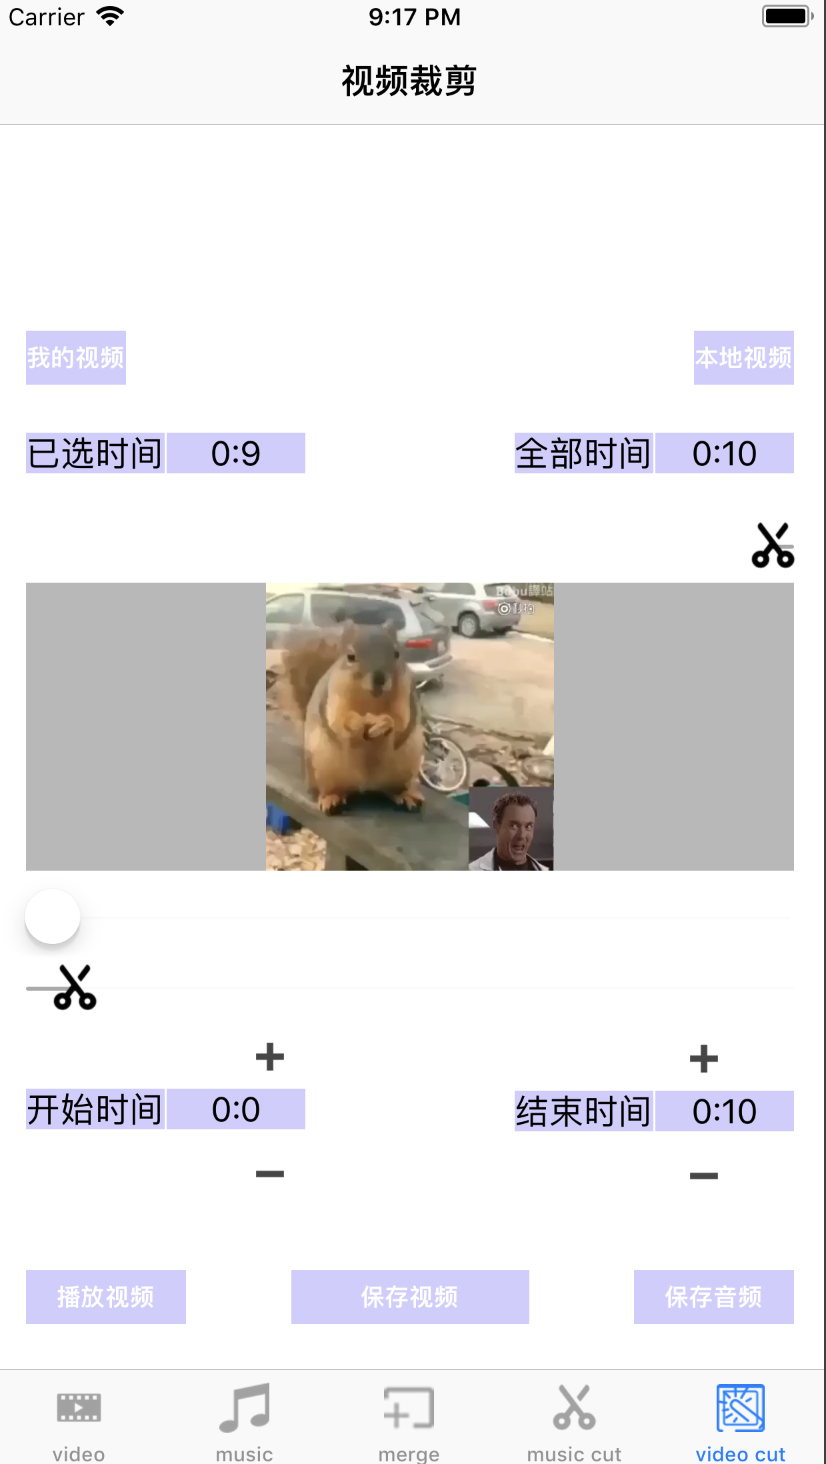 Carrier 9:17 PM
视频裁剪
我的视频 本地视频
已选时间 0:9 全部时间 0:10
开始时间 0:0 结束时间 0:10
播放视频 保存视频 保存音频
video music merge music cut video cut